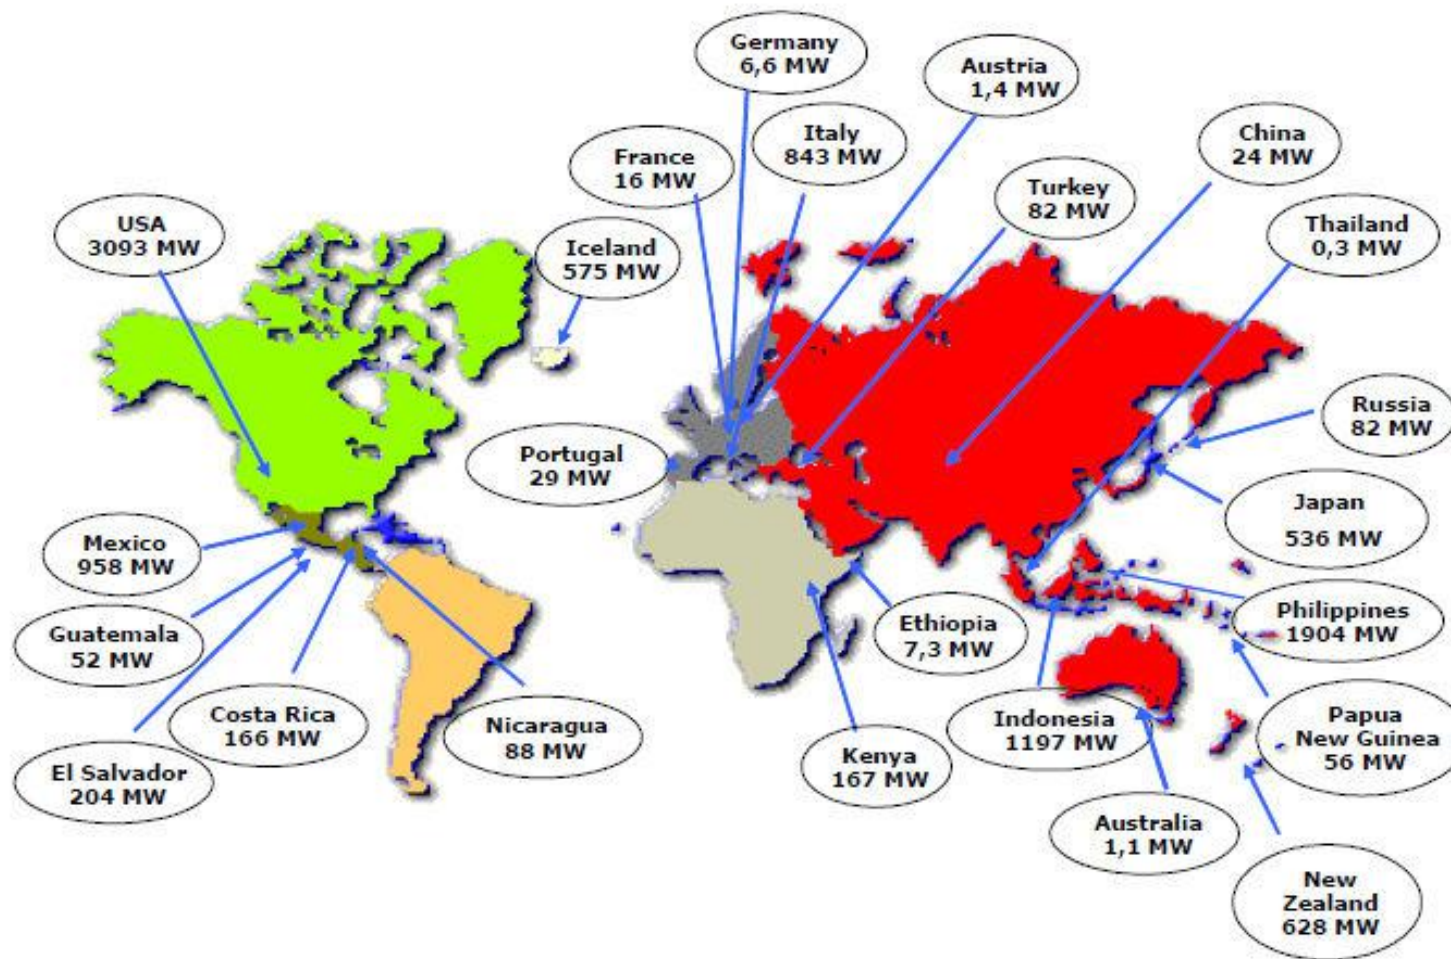 Germany
6,6 MW
Austria
1,4 MW
Italy
843 MW
France
16 MW
China
24 MW
Turkey
82 MW
USA
3093 MW
Iceland
575 MW
Thailand
0,3 MW
Russia
82 MW
Portugal
29 MW
Japan
536 MW
Mexico
958 MW
Philippines
1904 MW
Guatemala
52 MW
Ethiopia
7,3 MW
Costa Rica
166 MW
Nicaragua
88 MW
Indonesia
1197 MW
Papua
New Guinea
56 MW
Kenya
167 MW
El Salvador
204 MW
Australia
1,1 MW
New
Zealand
628 MW